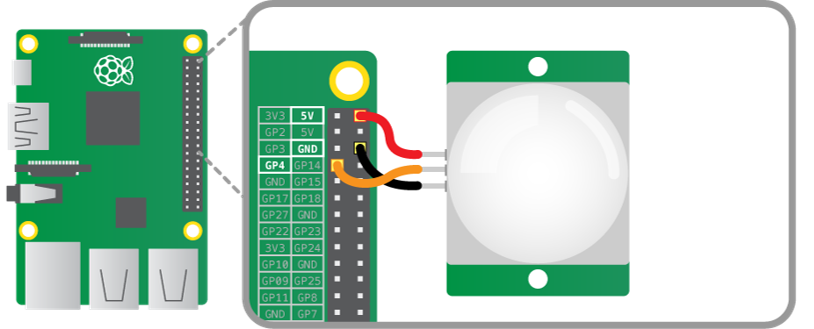 3V3 5V
GP2 5V
GP3 GND
GP4 GP14
GND GP15
GP17 GP18
GP27 GND
GP22 GP23
3V3 GP24
GP10 GND
GP09 GP25
GP11 GP8
GND GP7